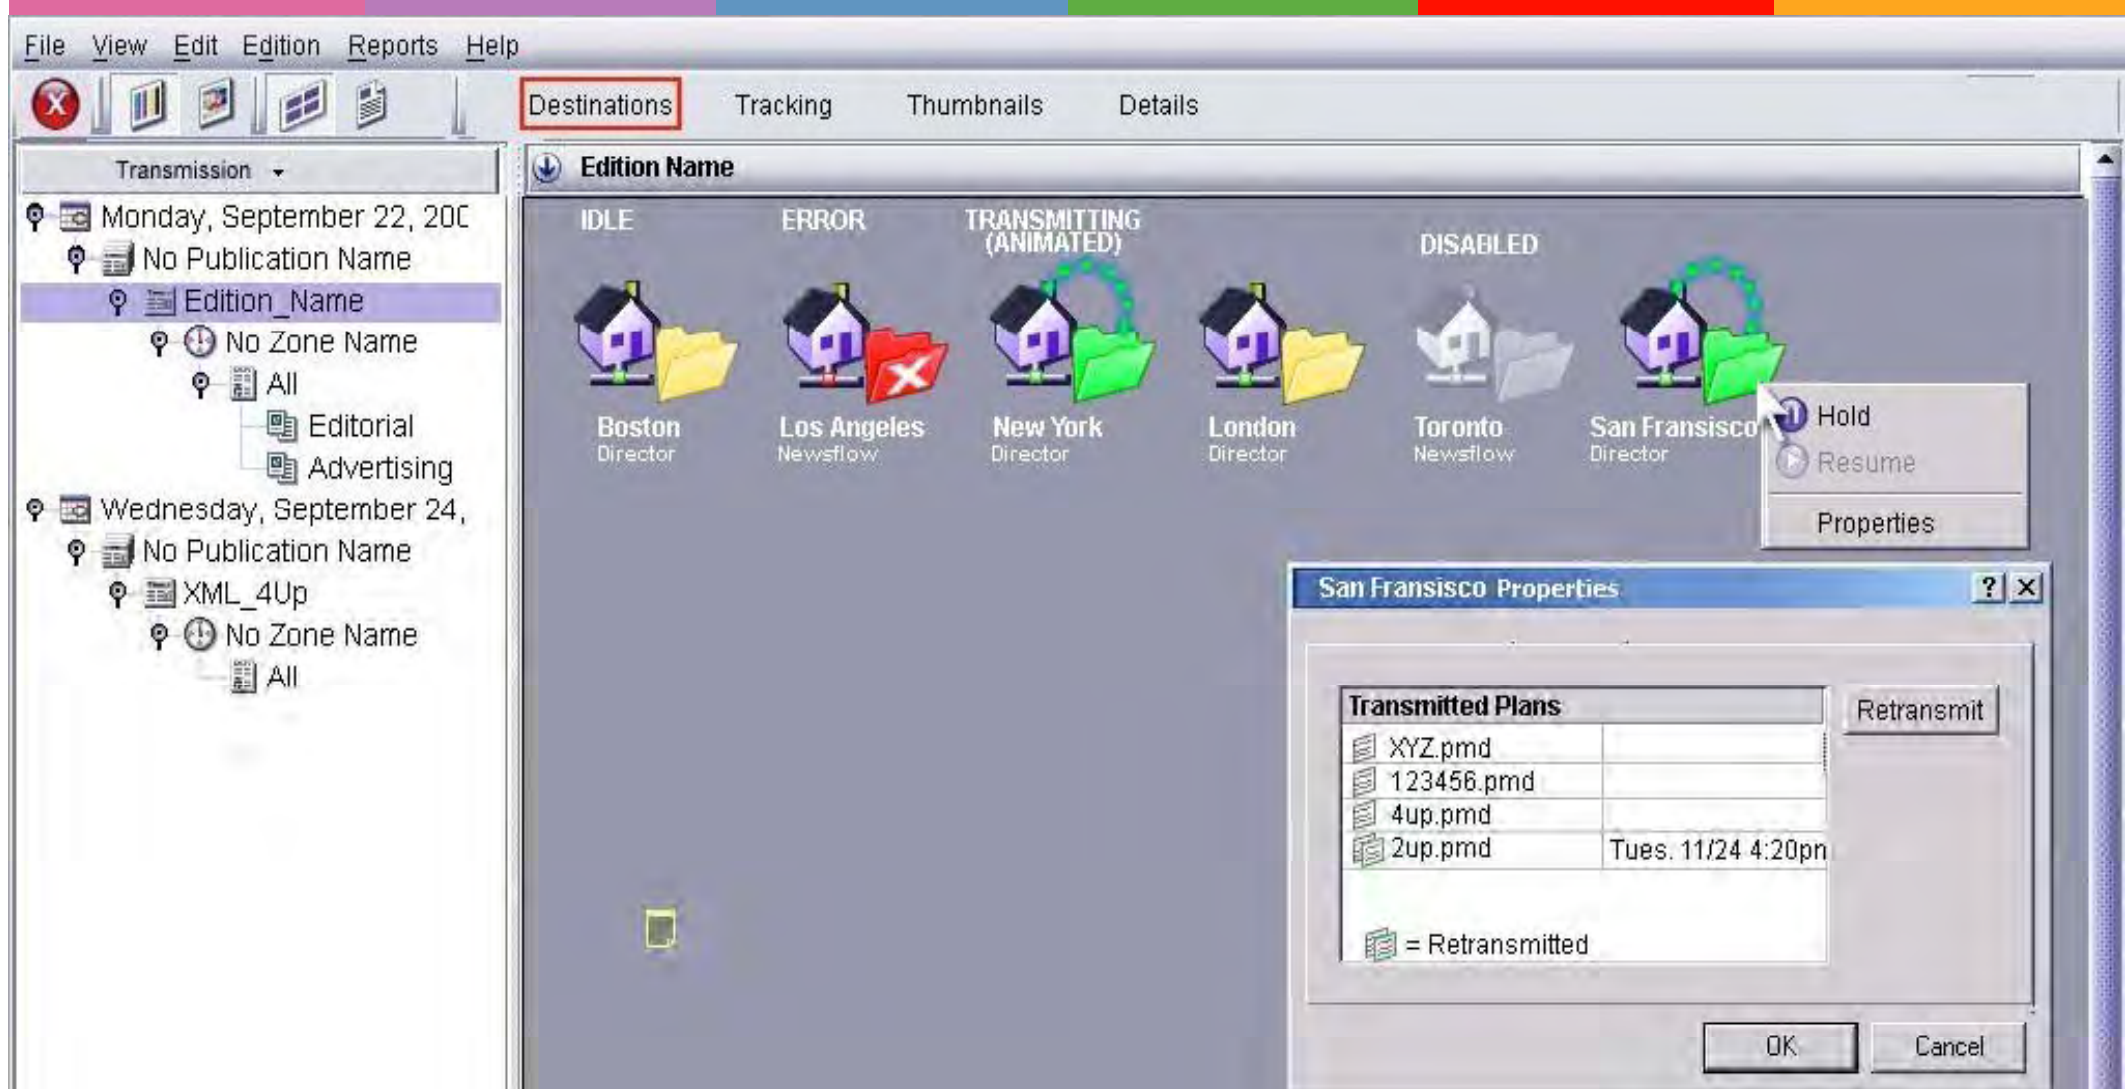 File View Edit Edition Reports Help
Destinations Tracking Thumbnails Details
Transmission
Edition Name
Monday, September 22, 200
No Publication Name
Edition_Name
No Zone Name
All
Editorial
Advertising
Wednesday, September 24,
No Publication Name
XML_4Up
No Zone Name
All
IDLE ERROR TRANSMITTING
(ANIMATED)
DISABLED
Boston Los Angeles New York London Toronto San Fransisco
Director Newsflow Director Director Newsflow Director
Hold
Resume
Properties
San Fransisco Properties
Transmitted Plans
Retransmit
XYZ.pmd
123456.pmd
4up.pmd
2up.pmd Tues. 11/24 4:20pm
= Retransmitted
OK Cancel